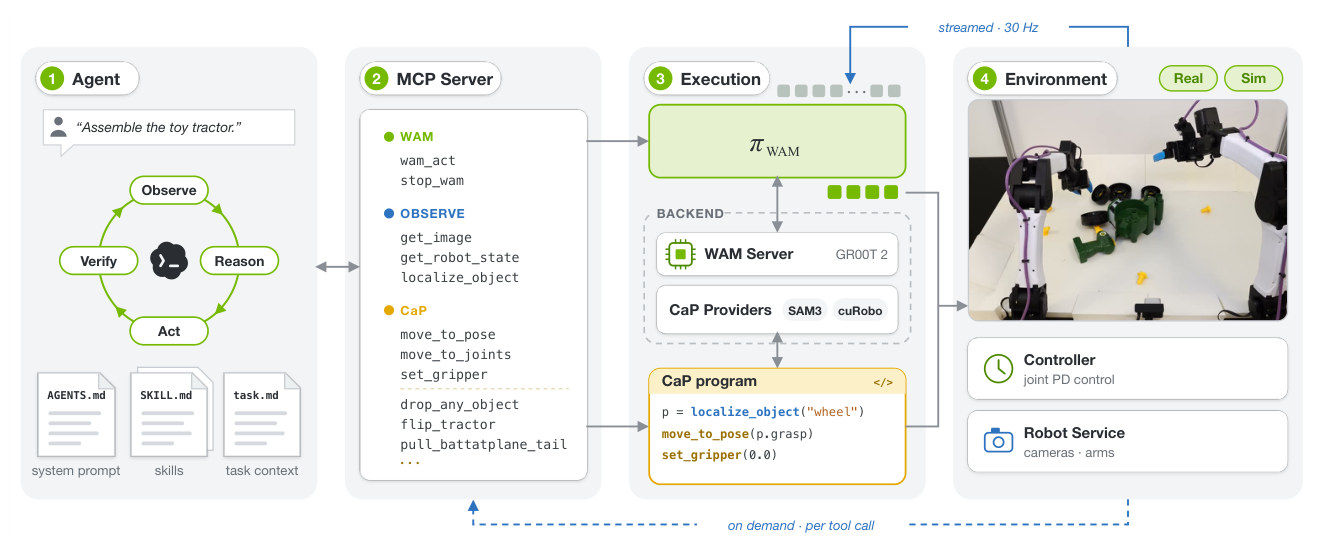 streamed · 30 Hz
1 Agent
“Assemble the toy tractor.”
Observe
Verify
Reason
Act
AGENTS.md
SKILL.md
task.md
system prompt
skills
task context
2 MCP Server
WAM
wam_act
stop_wam
OBSERVE
get_image
get_robot_state
localize_object
CaP
move_to_pose
move_to_joints
set_gripper
drop_any_object
flip_tractor
pull_battatplane_tail
...
3 Execution
...
π WAM
BACKEND
WAM Server GR00T 2
CaP Providers SAM3 cuRobo
CaP program </>
p = localize_object("wheel")
move_to_pose(p.grasp)
set_gripper(0.0)
4 Environment
Real Sim
Controller
joint PD control
Robot Service
cameras · arms
on demand · per tool call